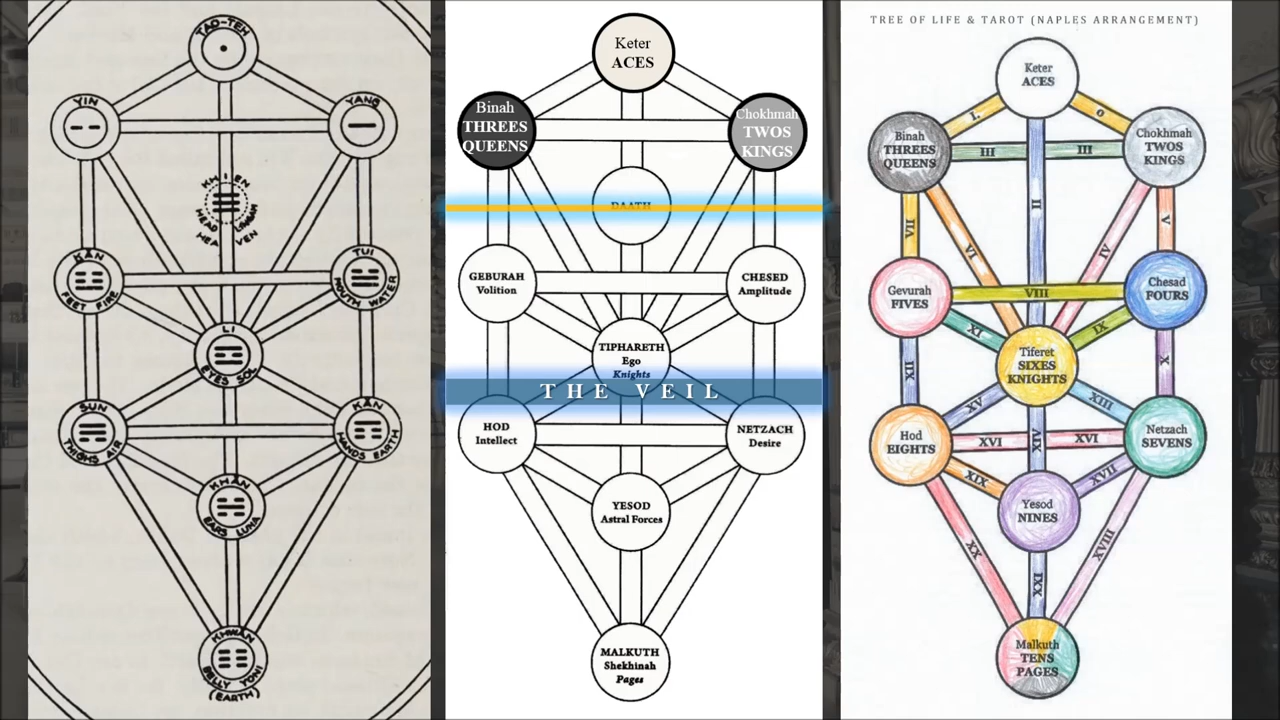 TAO-TEH
YIN
YANG
KHIEN
HEAD LINGAM
HEAVEN
KĀN
FEET FIRE
TUI
MOUTH WATER
LI
EYES SOL
SUN
THIGHS AIR
KĀN
HANDS EARTH
KHAN
EARS LUNA
KHWĀN
BELLY YONI
(EARTH)
Keter
ACES
Binah
THREES
QUEENS
Chokhmah
TWOS
KINGS
DAATH
GEBURAH
Volition
CHESED
Amplitude
TIPHARETH
Ego
Knights
THE VEIL
HOD
Intellect
NETZACH
Desire
YESOD
Astral Forces
MALKUTH
Shekhinah
Pages
TREE OF LIFE & TAROT (NAPLES ARRANGEMENT)
Keter
ACES
I.
0
Binah
THREES
QUEENS
Chokhmah
TWOS
KINGS
III
III
II
VII
VI
IV
V
Gevurah
FIVES
VIII
Chesad
FOURS
XI
IX
Tiferet
SIXES
KNIGHTS
XII
X
XV
XIII
XIV
Hod
EIGHTS
XVI
XVI
Netzach
SEVENS
XIX
XVII
Yesod
NINES
XX
XXI
XVIII
Malkuth
TENS
PAGES